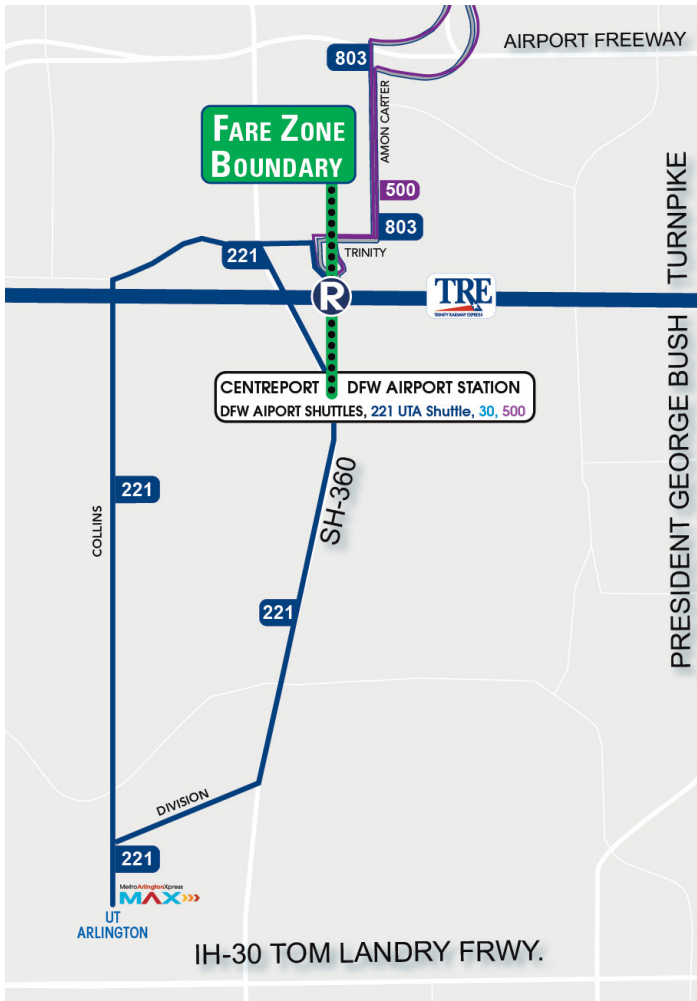 AIRPORT FREEWAY
803
FARE ZONE
BOUNDARY
AMON CARTER
500
803
TRINITY
221
R
TRE
TRINITY RAILWAY EXPRESS
PRESIDENT GEORGE BUSH TURNPIKE
CENTREPORT DFW AIRPORT STATION
DFW AIPORT SHUTTLES, 221 UTA Shuttle, 30, 500
SH-360
221
COLLINS
221
DIVISION
221
MetroArlingtonXpress
MAX
UT
ARLINGTON
IH-30 TOM LANDRY FRWY.